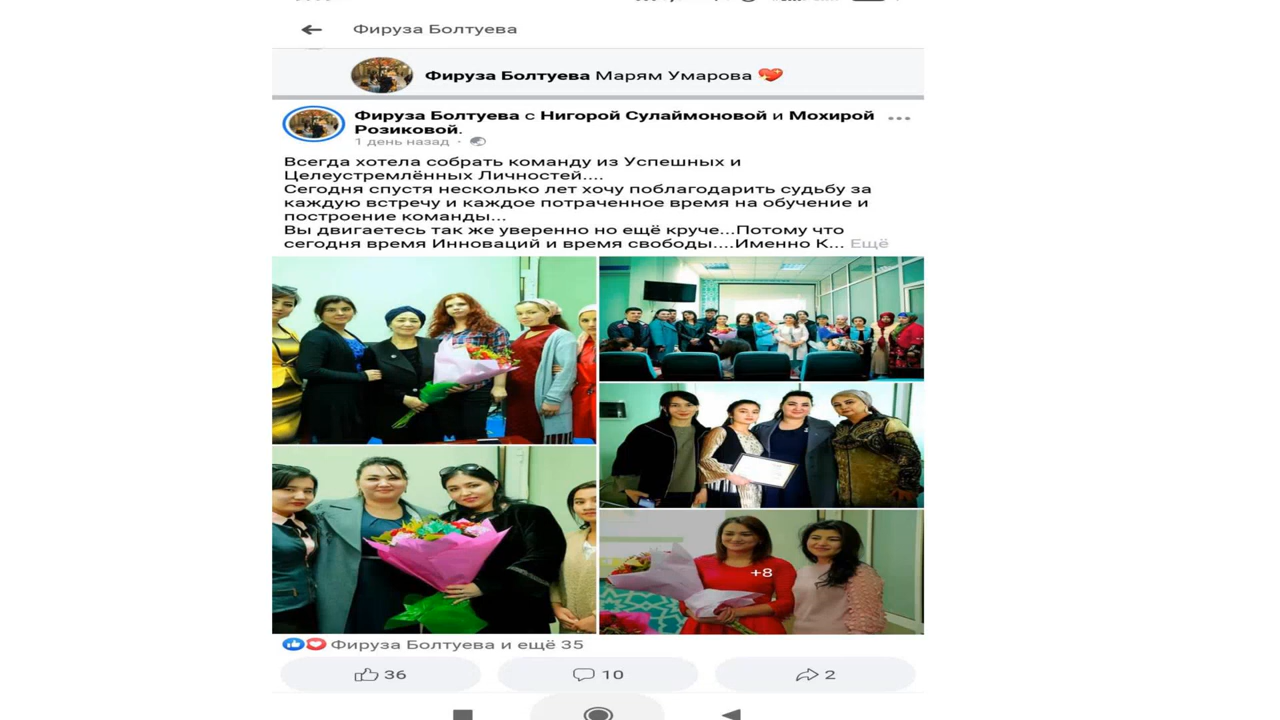 Фируза Болтуева
Фируза Болтуева Марям Умарова 💖
Фируза Болтуева с Нигорой Сулаймоновой и Мохирой
Розиковой.
1 день назад ·
Всегда хотела собрать команду из Успешных и
Целеустремлённых Личностей....
Сегодня спустя несколько лет хочу поблагодарить судьбу за
каждую встречу и каждое потраченное время на обучение и
построение команды...
Вы двигаетесь так же уверенно но ещё круче...Потому что
сегодня время Инноваций и время свободы....Именно К... Ещё
+8
Фируза Болтуева и ещё 35
36
10
2